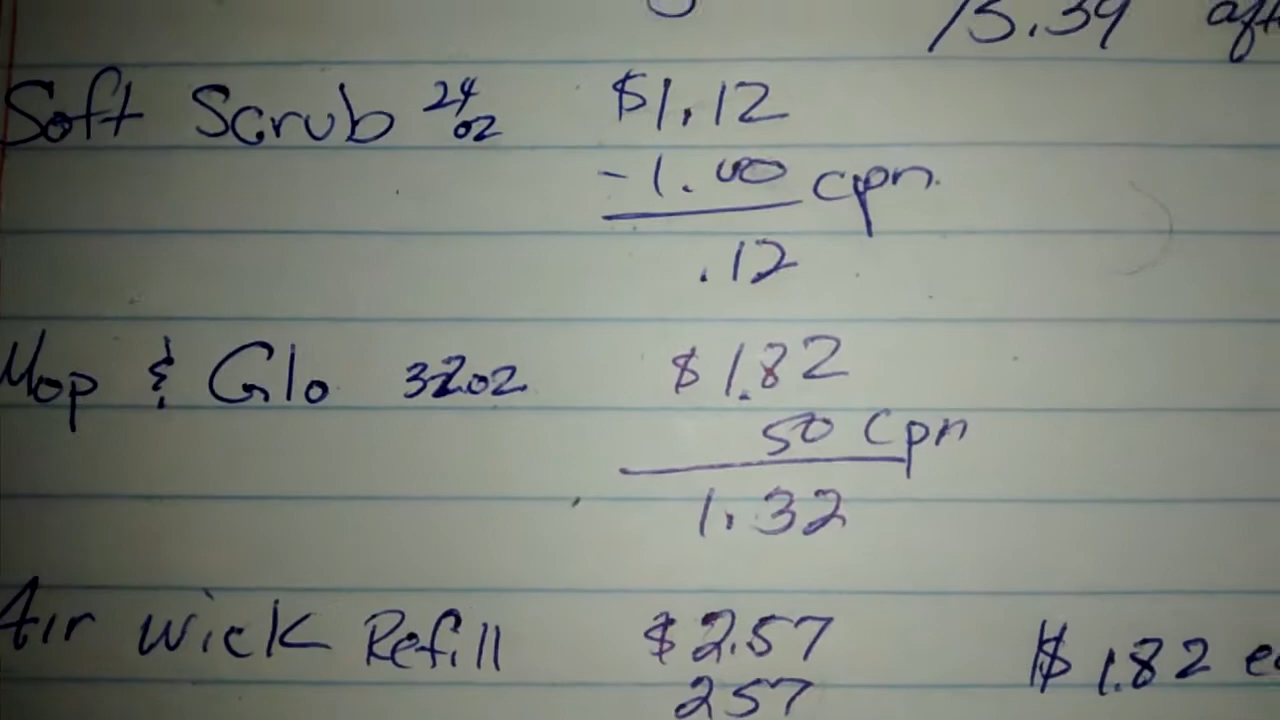 13.39
Soft Scrub 24 oz $1.12
-1.00 cpn.
.12
Mop & Glo 32oz $1.82
50 cpn
1.32
Air Wick Refill $2.57 $1.82
257